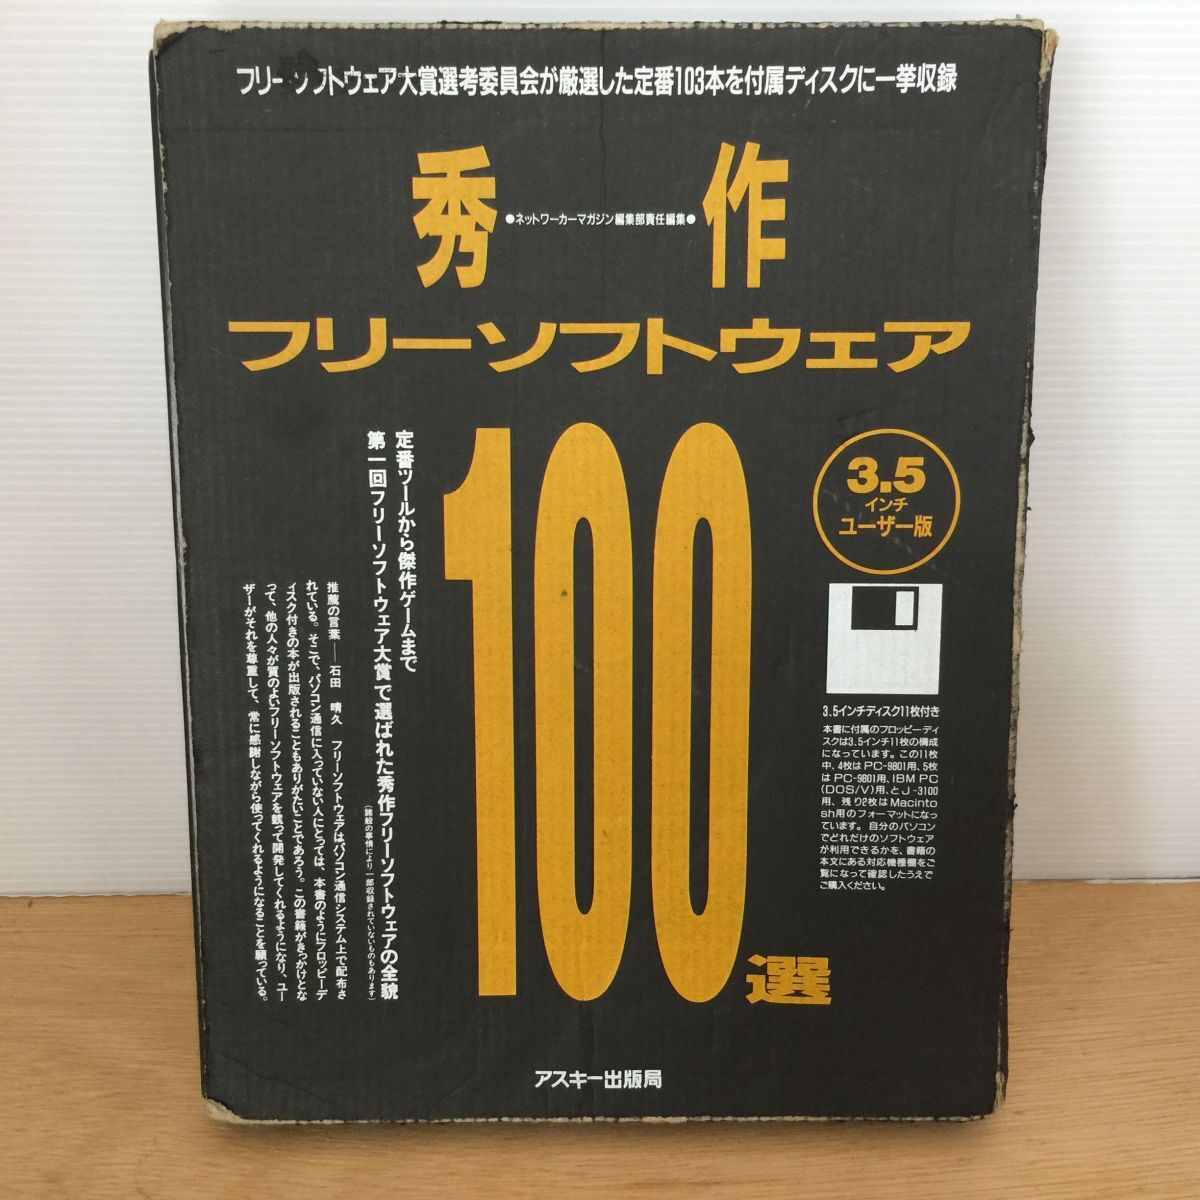 フリーソフトウェア大賞選考委員会が厳選した定番103本を付属ディスクに一挙収録
秀作
●ネットワーカーマガジン編集部責任編集●
フリーソフトウェア
100選
3.5
インチ
ユーザー版
定番ツールから傑作ゲームまで
第一回フリーソフトウェア大賞で選ばれた秀作フリーソフトウェアの全貌
(諸般の事情により一部収録されていないものもあります)
推薦の言葉──石田 晴久 フリーソフトウェアはパソコン通信システム上で配布さ
れている。そこで、パソコン通信に入っていない人にとっては、本書のようにフロッピーデ
ィスク付きの本が出版されることもありがたいことであろう。この書籍がきっかけとな
って、他の人々が質のよいフリーソフトウェアを競って開発してくれるようになり、ユー
ザーがそれを尊重して、常に感謝しながら使ってくれるようになることを願っている。
3.5インチディスク11枚付き
本書に付属のフロッピーディ
スクは3.5インチ11枚の構成
になっています。この11枚
中、4枚はPC-9801用、5枚
はPC-9801用、IBM PC
(DOS/V)用、とJ-3100
用、残り2枚はMacinto
sh用のフォーマットになっ
ています。自分のパソコン
でどれだけのソフトウェア
が利用できるかを、書籍の
本文にある対応機種欄をご
覧になって確認したうえで
ご購入ください。
アスキー出版局